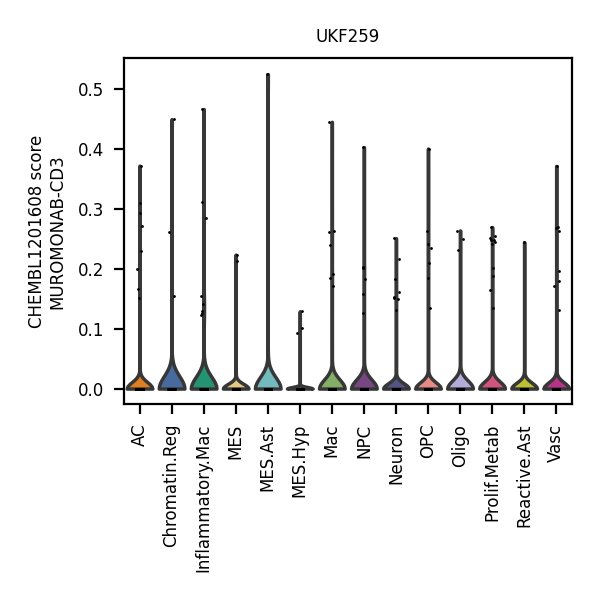 UKF259
CHEMBL1201608 score
MUROMONAB-CD3
0.5
0.4
0.3
0.2
0.1
0.0
AC
Chromatin.Reg
Inflammatory.Mac
MES
MES.Ast
MES.Hyp
Mac
NPC
Neuron
OPC
Oligo
Prolif.Metab
Reactive.Ast
Vasc